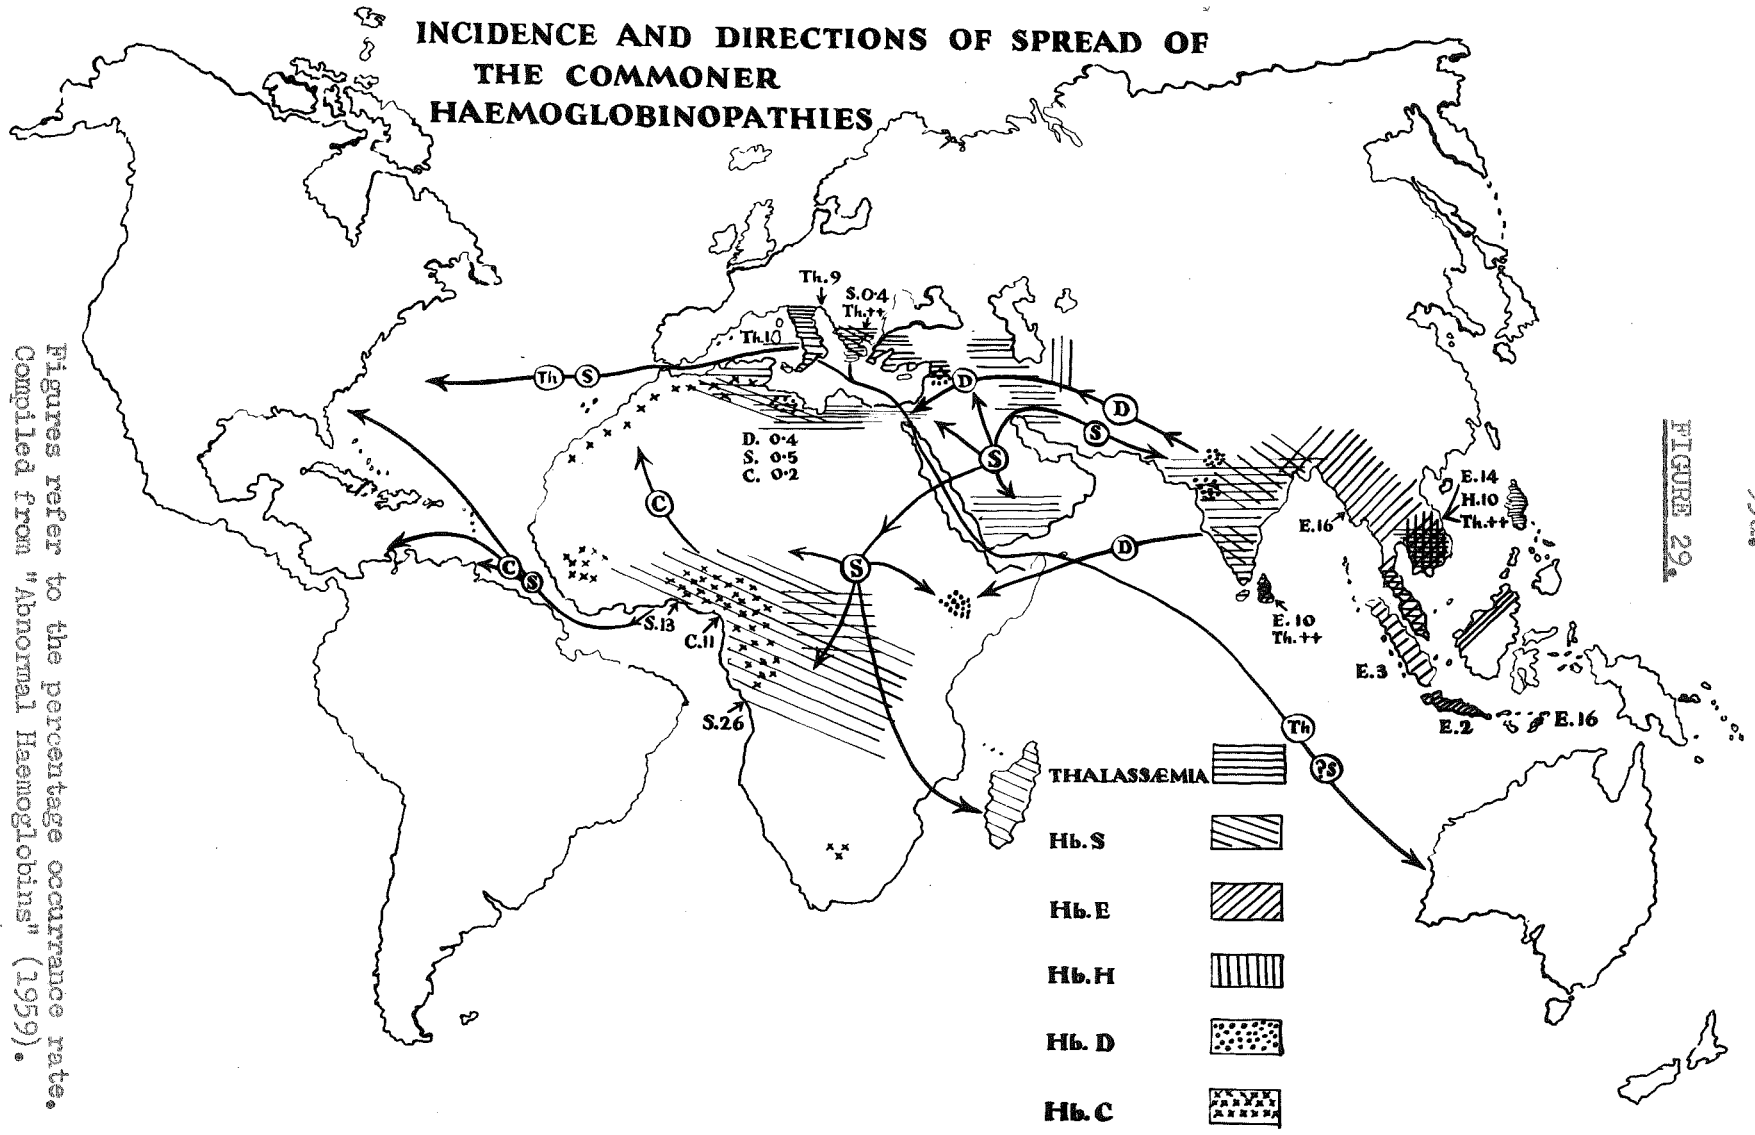 INCIDENCE AND DIRECTIONS OF SPREAD OF
THE COMMONER
HAEMOGLOBINOPATHIES
Th.9
S.0·4
Th.++
Th.10
Th
S
D
D
S
S
D. 0·4
S. 0·5
C. 0·2
C
E.14
H.10
Th.++
E.16
S
D
C
S
S.13
C.11
E.10
Th.++
E.3
S.26
E.2
E.16
Th
?S
THALASSÆMIA
Hb.S
Hb.E
Hb.H
Hb.D
Hb.C
FIGURE 29.
Figures refer to the percentage occurrance rate.
Compiled from "Abnormal Haemoglobins" (1959).